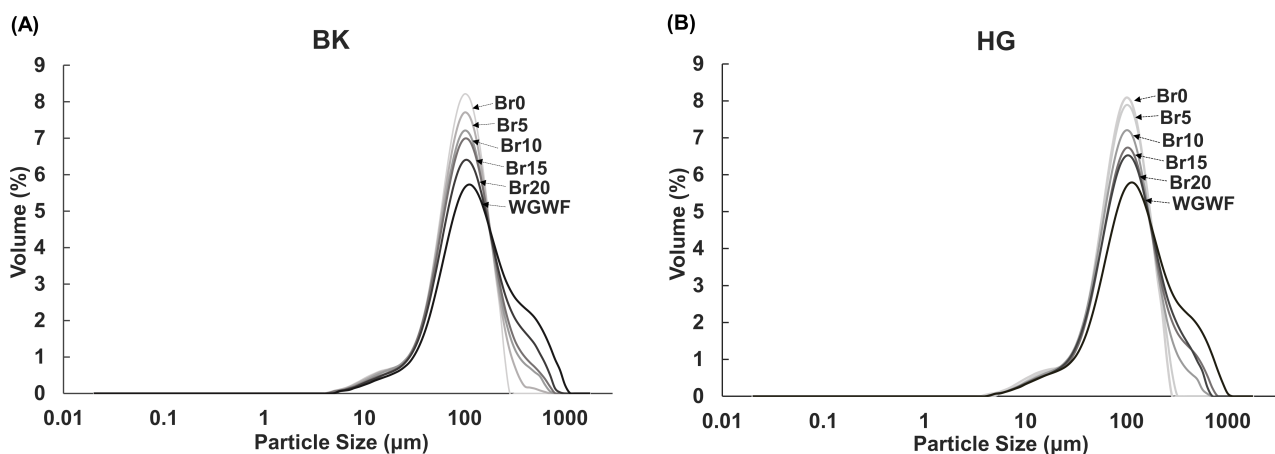 (A)
BK
9
8
7
6
5
4
3
2
1
0
Volume (%)
Br0
Br5
Br10
Br15
Br20
WGWF
0.01 0.1 1 10 100 1000
Particle Size (µm)
(B)
HG
9
8
7
6
5
4
3
2
1
0
Volume (%)
Br0
Br5
Br10
Br15
Br20
WGWF
0.01 0.1 1 10 100 1000
Particle Size (µm)